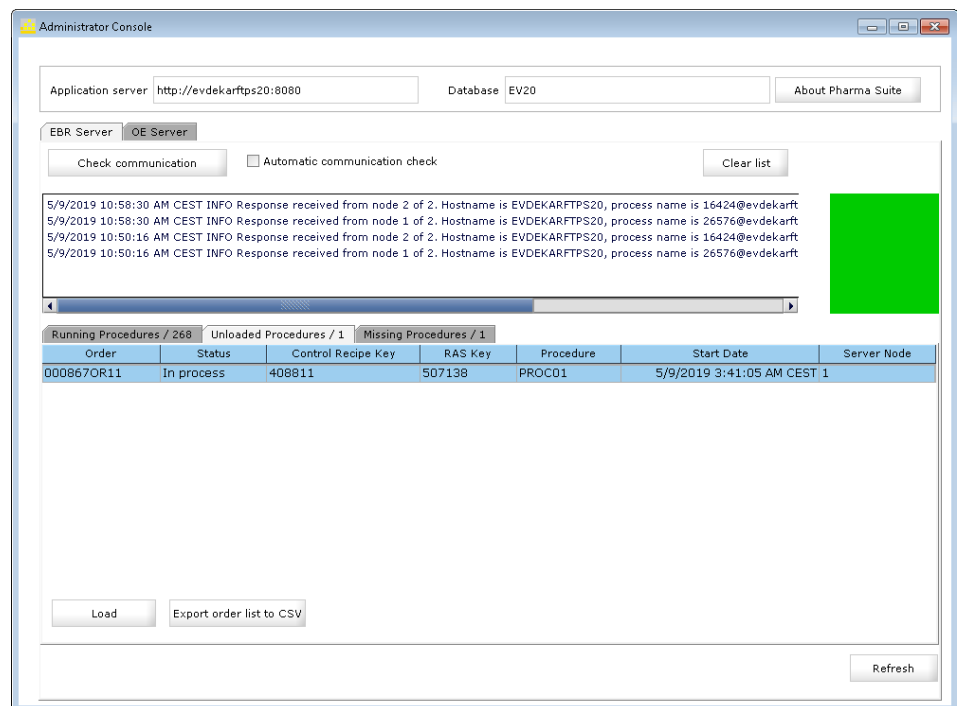 Administrator Console
Application server http://evdekarftps20:8080 Database EV20 About Pharma Suite
EBR Server OE Server
Check communication Automatic communication check Clear list
5/9/2019 10:58:30 AM CEST INFO Response received from node 2 of 2. Hostname is EVDEKARFTPS20, process name is 16424@evdekarft
5/9/2019 10:58:30 AM CEST INFO Response received from node 1 of 2. Hostname is EVDEKARFTPS20, process name is 26576@evdekarft
5/9/2019 10:50:16 AM CEST INFO Response received from node 2 of 2. Hostname is EVDEKARFTPS20, process name is 16424@evdekarft
5/9/2019 10:50:16 AM CEST INFO Response received from node 1 of 2. Hostname is EVDEKARFTPS20, process name is 26576@evdekarft
Running Procedures / 268 Unloaded Procedures / 1 Missing Procedures / 1
Order Status Control Recipe Key RAS Key Procedure Start Date Server Node
000867OR11 In process 408811 507138 PROC01 5/9/2019 3:41:05 AM CEST 1
Load Export order list to CSV
Refresh